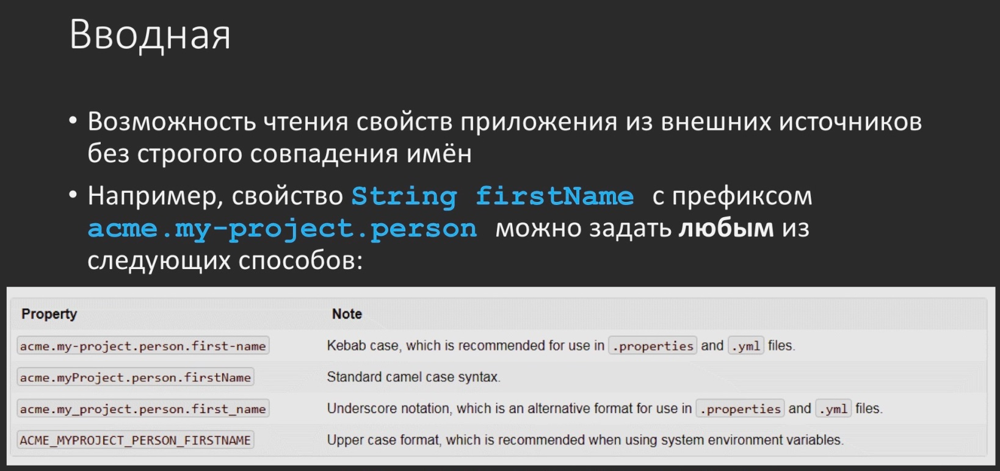 Вводная
• Возможность чтения свойств приложения из внешних источников
без строгого совпадения имён
• Например, свойство String firstName с префиксом
acme.my-project.person можно задать любым из
следующих способов:
Property Note
acme.my-project.person.first-name Kebab case, which is recommended for use in .properties and .yml files.
acme.myProject.person.firstName Standard camel case syntax.
acme.my_project.person.first_name Underscore notation, which is an alternative format for use in .properties and .yml files.
ACME_MYPROJECT_PERSON_FIRSTNAME Upper case format, which is recommended when using system environment variables.